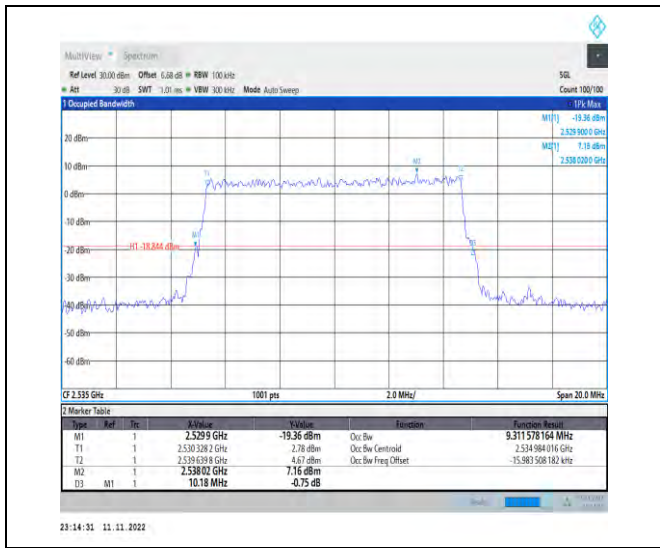 MultiView Spectrum
Ref Level 30.00 dBm Offset 6.68 dB RBW 100 kHz SGL
Att 30 dB SWT 1.01 ms VBW 300 kHz Mode Auto Sweep Count 100/100
1 Occupied Bandwidth 1Pk Max
M1[1] -19.36 dBm
2.529 900 0 GHz
M2[1] 7.16 dBm
2.538 020 0 GHz
20 dBm
10 dBm
0 dBm
-10 dBm
-20 dBm
H1 -18.844 dBm
-30 dBm
-40 dBm
-50 dBm
-60 dBm
M1
T1
M2
CF 2.535 GHz 1001 pts 2.0 MHz/ Span 20.0 MHz
2 Marker Table
Type Ref Trc X-Value Y-Value Function Function Result
M1 1 2.5299 GHz -19.36 dBm Occ Bw 9.311 578 164 MHz
T1 1 2.530 328 2 GHz 2.78 dBm Occ Bw Centroid 2.534 984 016 GHz
T2 1 2.539 639 8 GHz 4.67 dBm Occ Bw Freq Offset -15.983 508 182 kHz
M2 1 2.53802 GHz 7.16 dBm
D3 M1 1 10.18 MHz -0.75 dB
23:14:31 11.11.2022